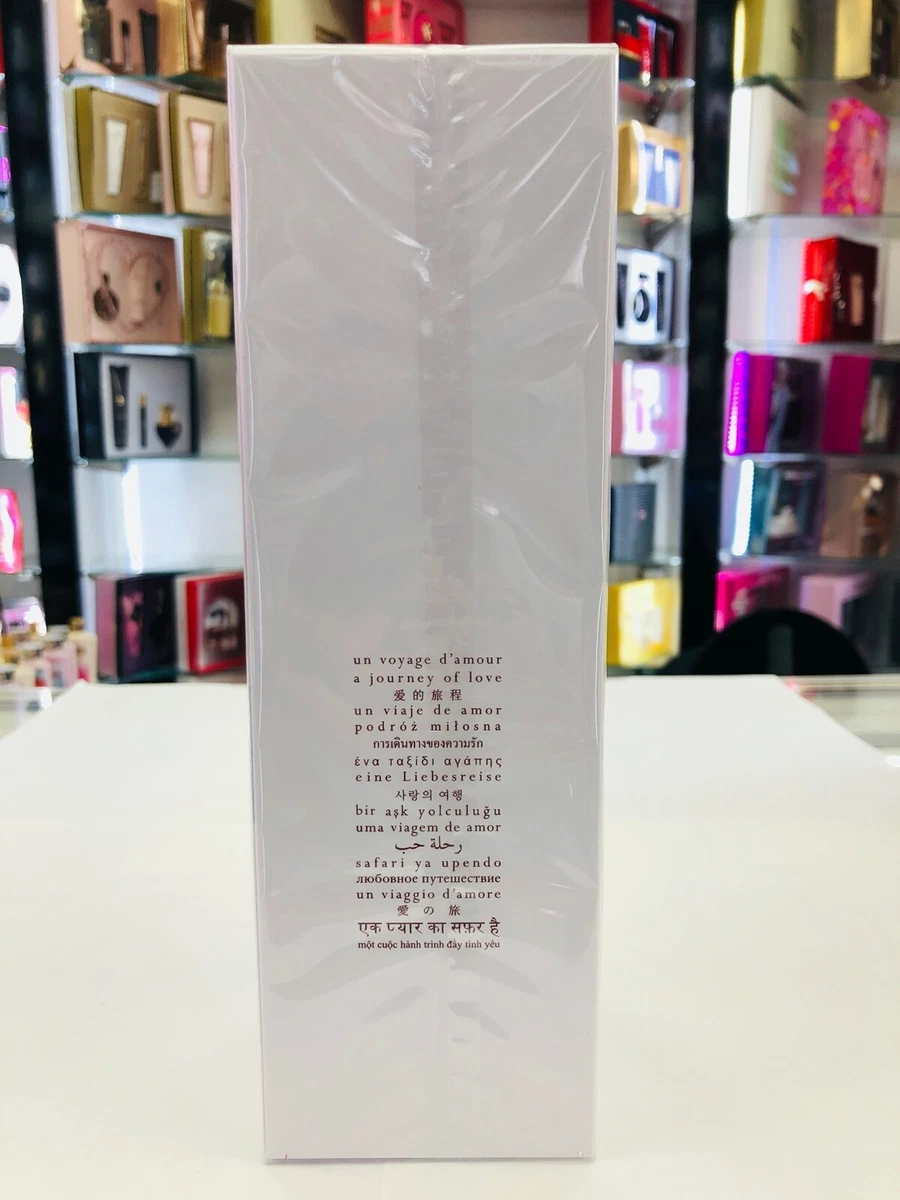 un voyage d'amour
a journey of love
爱的旅程
un viaje de amor
podróż miłosna
การเดินทางของความรัก
ένα ταξίδι αγάπης
eine Liebesreise
사랑의 여행
bir aşk yolculuğu
uma viagem de amor
رحلة حب
safari ya upendo
любовное путешествие
un viaggio d'amore
愛の旅
एक प्यार का सफ़र है
một cuộc hành trình đầy tình yêu